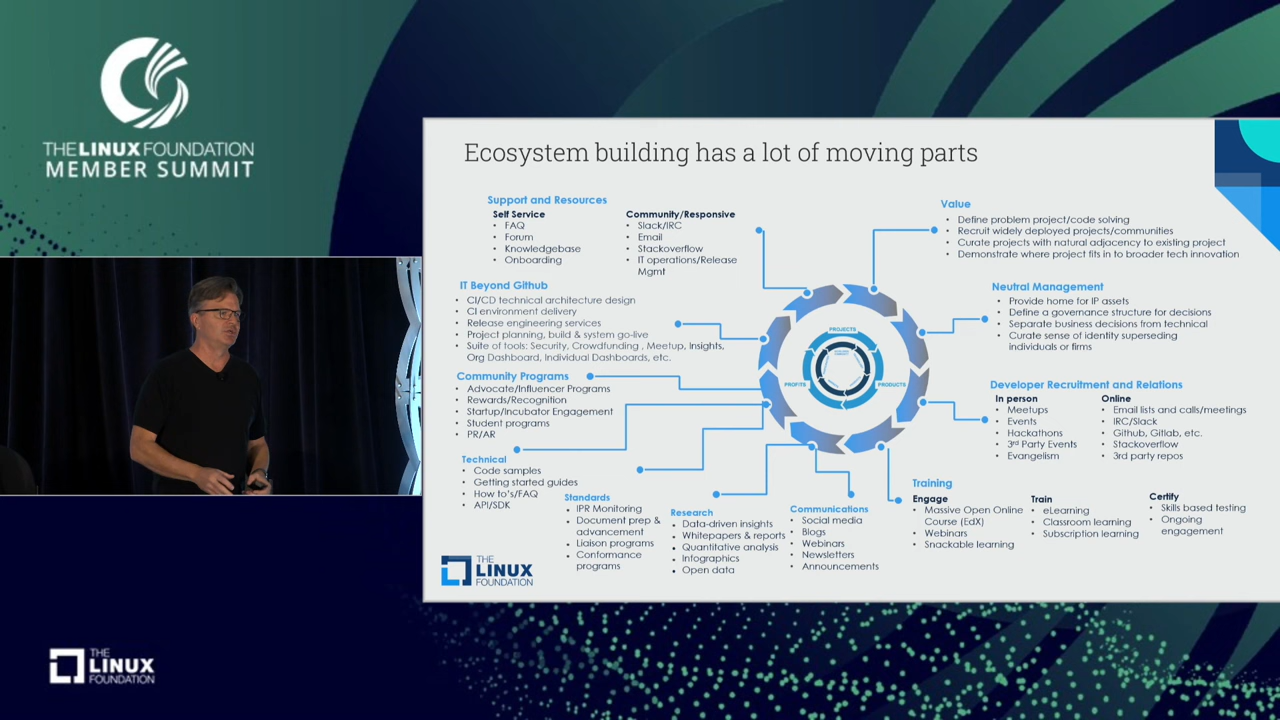 THE LINUX FOUNDATION
MEMBER SUMMIT
Ecosystem building has a lot of moving parts
Support and Resources
Self Service
• FAQ
• Forum
• Knowledgebase
• Onboarding
Community/Responsive
• Slack/IRC
• Email
• Stackoverflow
• IT operations/Release
Mgmt
Value
• Define problem project/code solving
• Recruit widely deployed projects/communities
• Curate projects with natural adjacency to existing project
• Demonstrate where project fits in to broader tech innovation
IT Beyond Github
• CI/CD technical architecture design
• CI environment delivery
• Release engineering services
• Project planning, build & system go-live
• Suite of tools: Security, Crowdfunding , Meetup, Insights,
Org Dashboard, Individual Dashboards, etc.
Neutral Management
• Provide home for IP assets
• Define a governance structure for decisions
• Separate business decisions from technical
• Curate sense of identity superseding
individuals or firms
PROJECTS
PROFITS
PRODUCTS
Community Programs
• Advocate/Influencer Programs
• Rewards/Recognition
• Startup/Incubator Engagement
• Student programs
• PR/AR
Developer Recruitment and Relations
In person
• Meetups
• Events
• Hackathons
• 3rd Party Events
• Evangelism
Online
• Email lists and calls/meetings
• IRC/Slack
• Github, Gitlab, etc.
• Stackoverflow
• 3rd party repos
Technical
• Code samples
• Getting started guides
• How to's/FAQ
• API/SDK
Standards
• IPR Monitoring
• Document prep &
advancement
• Liaison programs
• Conformance
programs
Research
• Data-driven insights
• Whitepapers & reports
• Quantitative analysis
• Infographics
• Open data
Communications
• Social media
• Blogs
• Webinars
• Newsletters
• Announcements
Training
Engage
• Massive Open Online
Course (EdX)
• Webinars
• Snackable learning
Train
• eLearning
• Classroom learning
• Subscription learning
Certify
• Skills based testing
• Ongoing
engagement
THE
LINUX
FOUNDATION
THE
LINUX
FOUNDATION